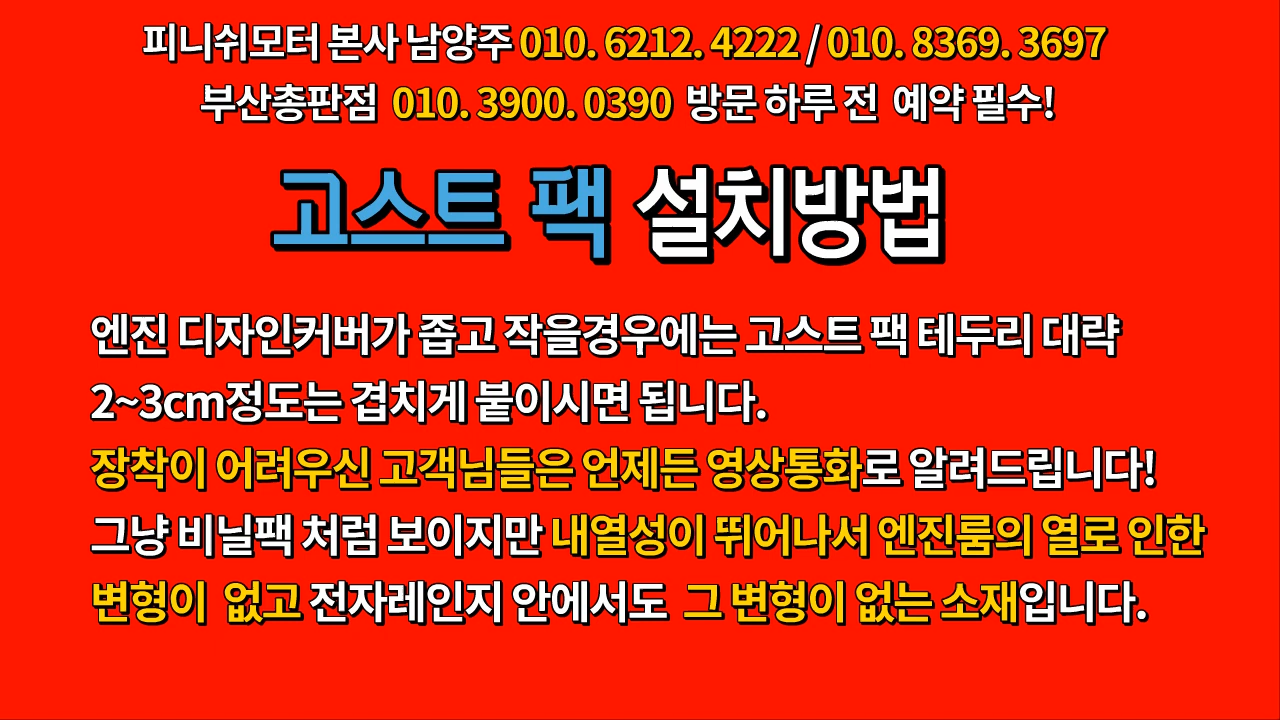 피니쉬모터 본사 남양주 010. 6212. 4222 / 010. 8369. 3697
부산총판점 010. 3900. 0390 방문 하루 전 예약 필수!
고스트 팩 설치방법
엔진 디자인커버가 좁고 작을경우에는 고스트 팩 테두리 대략
2~3cm정도는 겹치게 붙이시면 됩니다.
장착이 어려우신 고객님들은 언제든 영상통화로 알려드립니다!
그냥 비닐팩 처럼 보이지만 내열성이 뛰어나서 엔진룸의 열로 인한
변형이 없고 전자레인지 안에서도 그 변형이 없는 소재입니다.